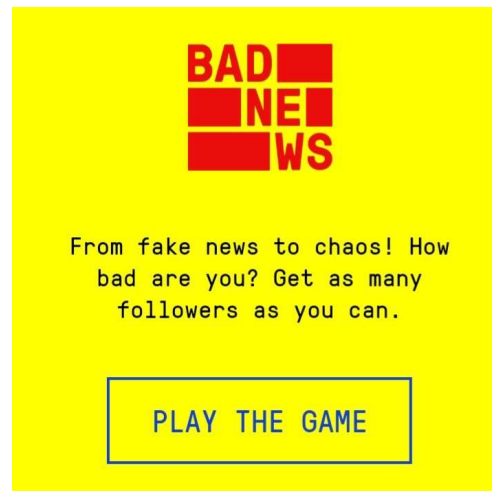 BAD
NE
WS
From fake news to chaos! How
bad are you? Get as many
followers as you can.
PLAY THE GAME